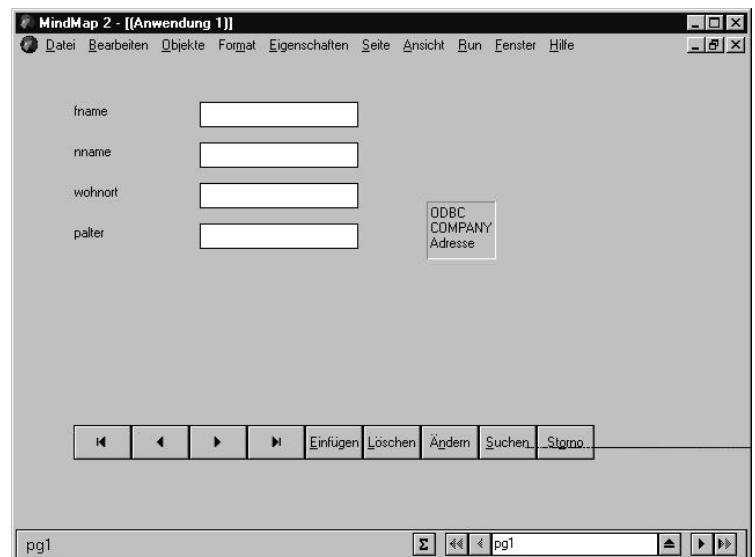 MindMap 2 - [(Anwendung 1)]
Datei Bearbeiten Objekte Format Eigenschaften Seite Ansicht Run Fenster Hilfe
fname
nname
wohnort
palter
ODBC
COMPANY
Adresse
Einfügen Löschen Ändern Suchen Storno
pg1 Σ pg1